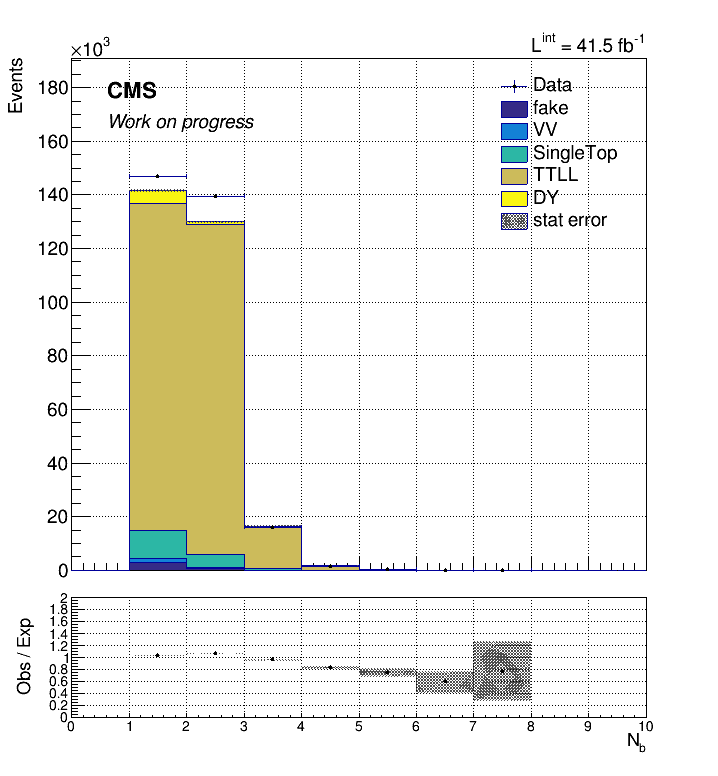 ×10³
L^int = 41.5 fb⁻¹
Events
180
160
140
120
100
80
60
40
20
0
CMS
Work on progress
Data
fake
VV
SingleTop
TTLL
DY
stat error
Obs / Exp
2
1.8
1.6
1.4
1.2
1
0.8
0.6
0.4
0.2
0
0 1 2 3 4 5 6 7 8 9 10
N_b